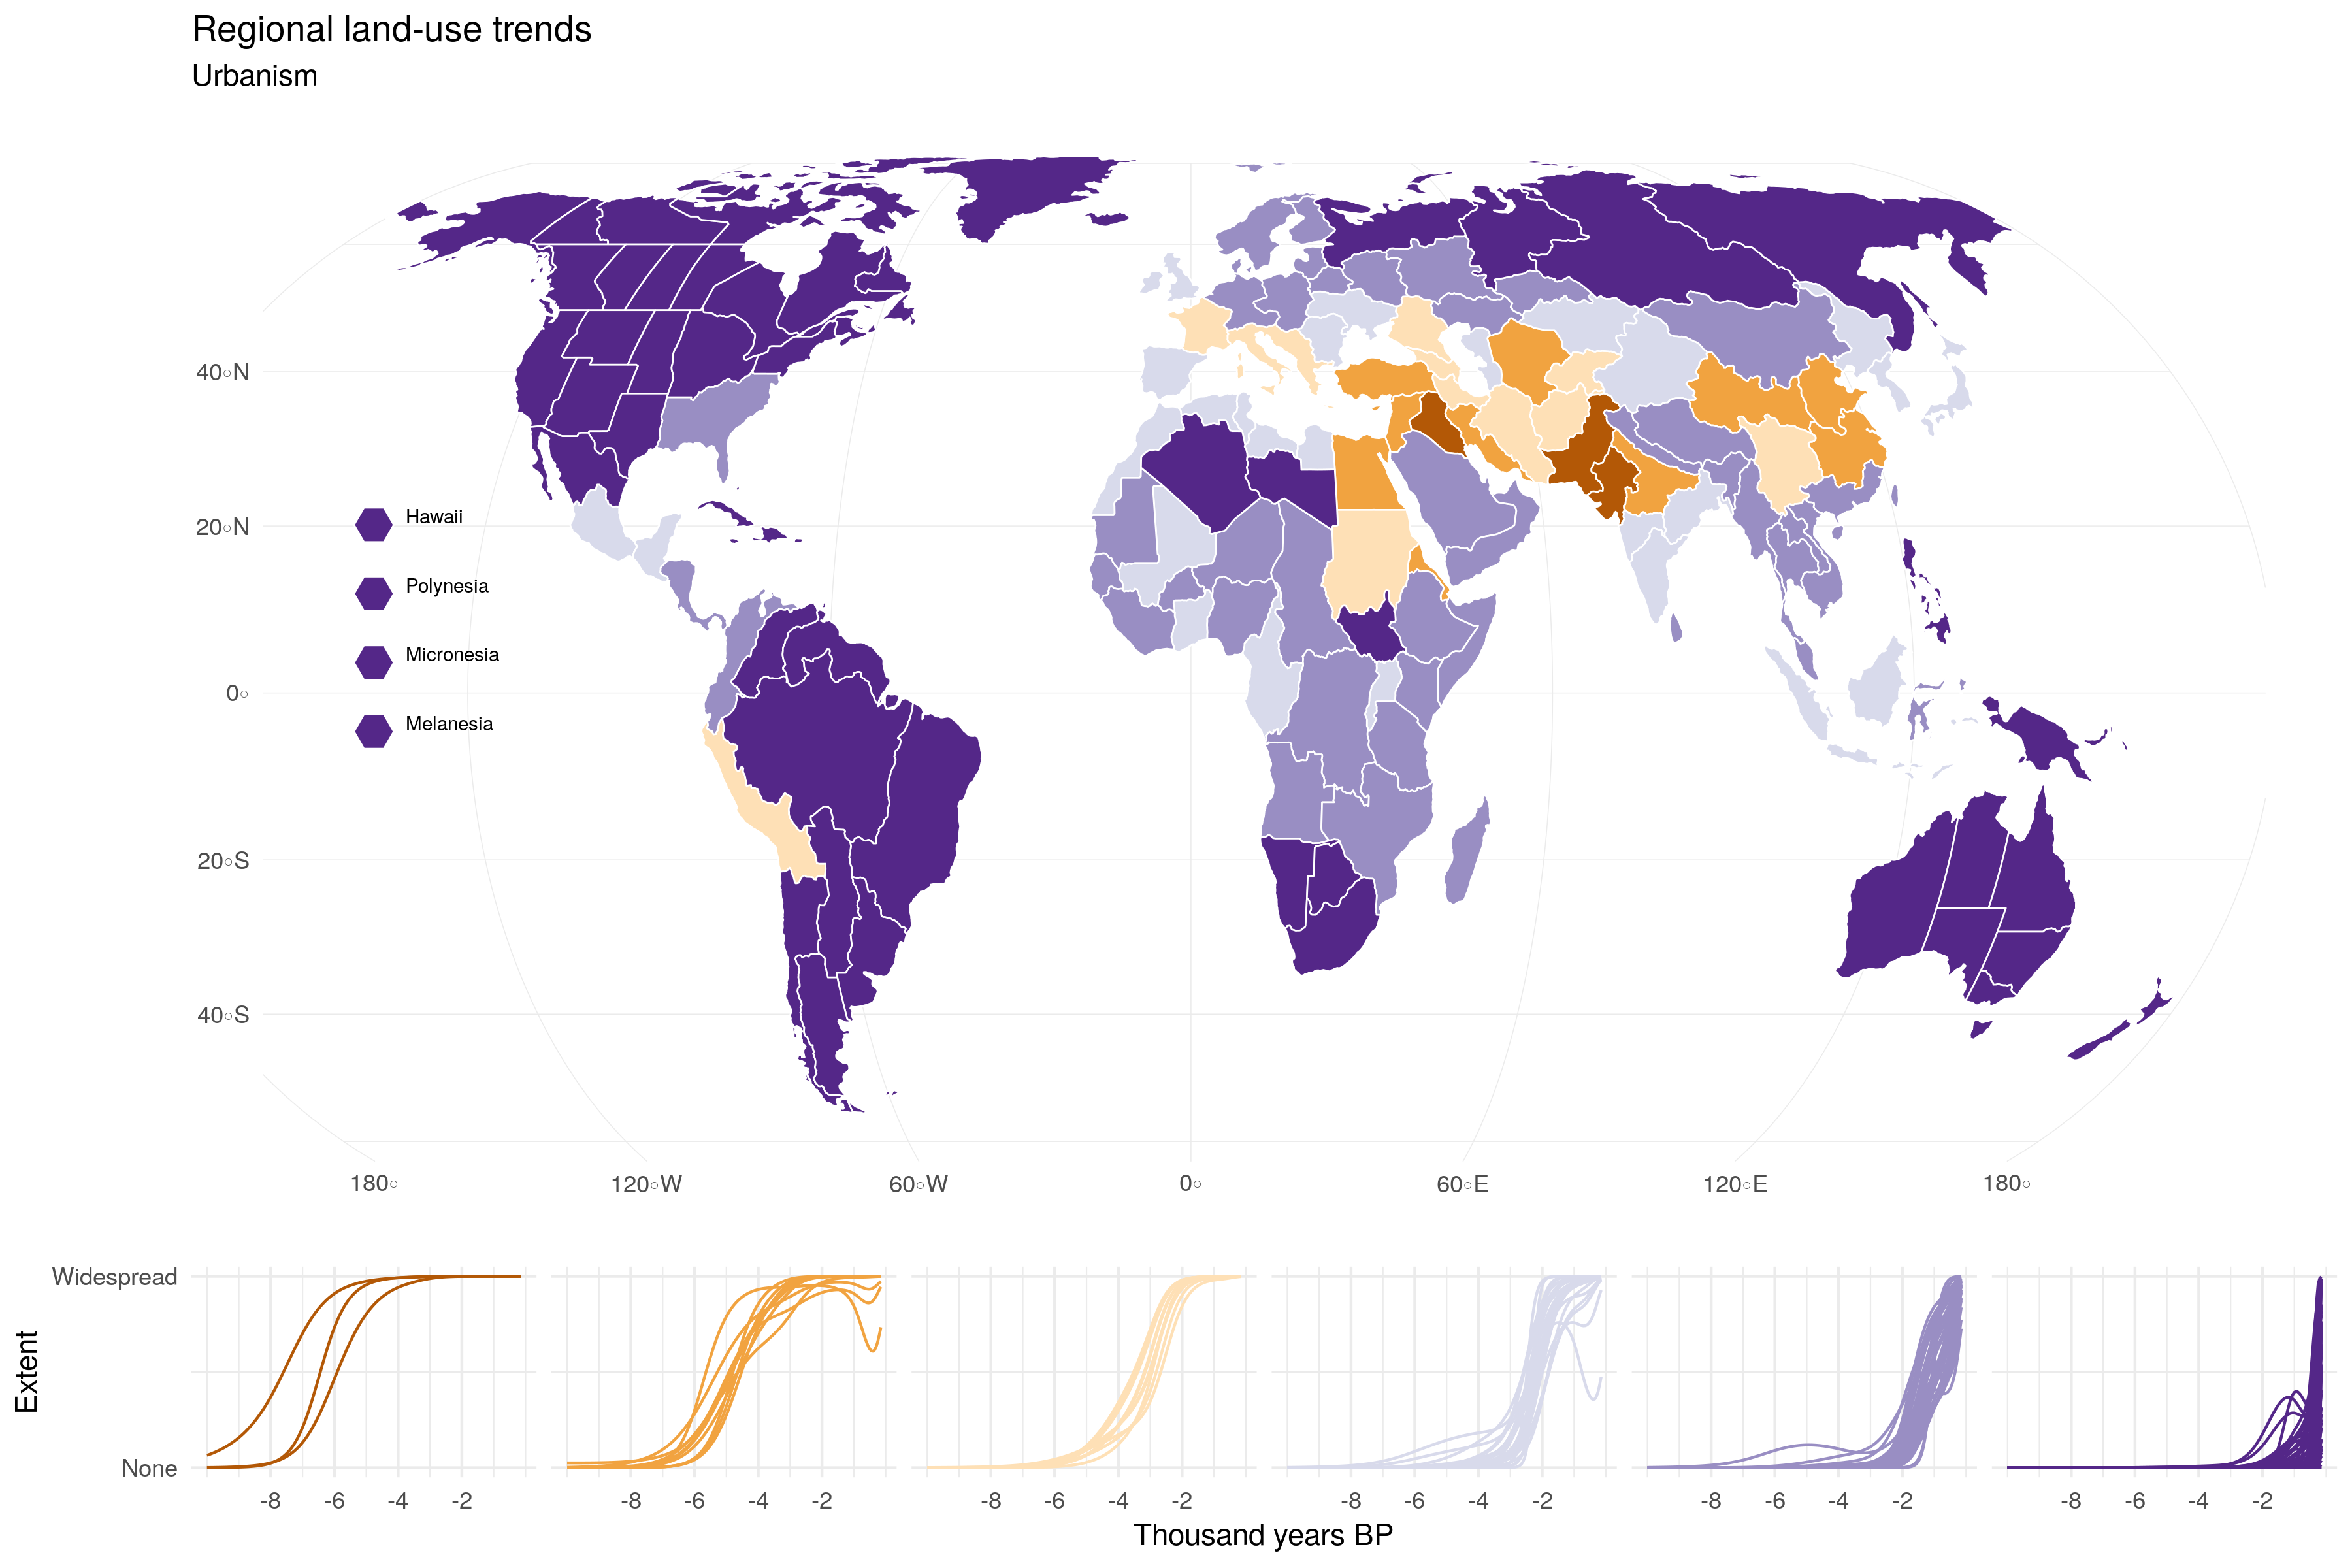 Regional land-use trends
Urbanism
40○N
20○N
0○
20○S
40○S
Hawaii
Polynesia
Micronesia
Melanesia
180○ 120○W 60○W 0○ 60○E 120○E 180○
Extent
Widespread
None
-8 -6 -4 -2 -8 -6 -4 -2 -8 -6 -4 -2 -8 -6 -4 -2 -8 -6 -4 -2 -8 -6 -4 -2
Thousand years BP